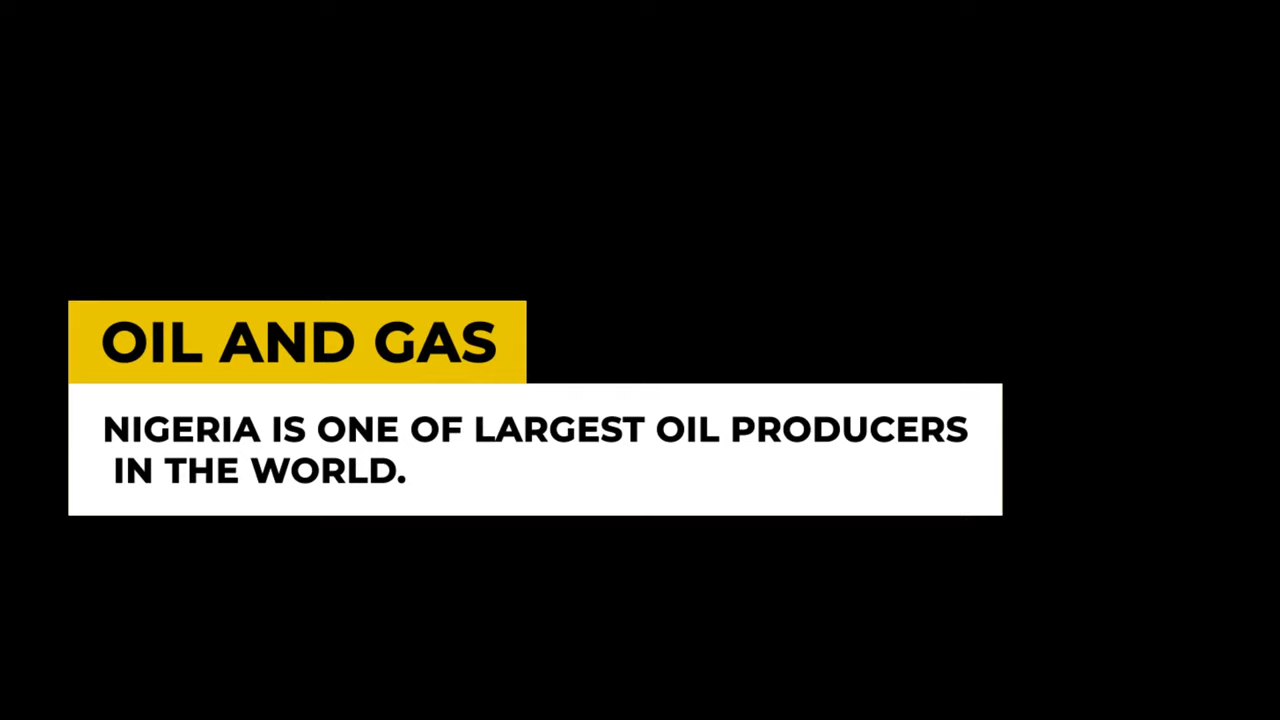 OIL AND GAS
NIGERIA IS ONE OF LARGEST OIL PRODUCERS
IN THE WORLD.